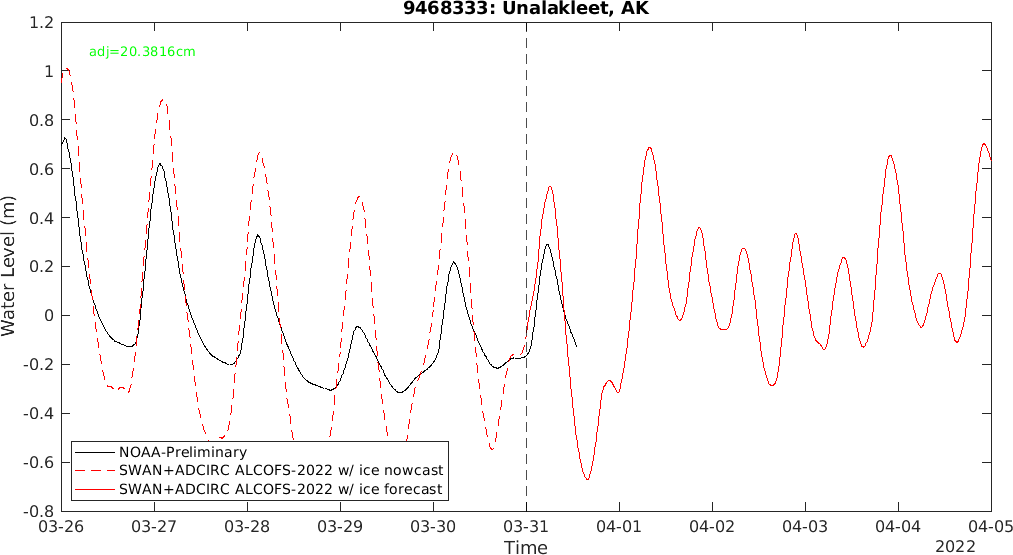 9468333: Unalakleet, AK
adj=20.3816cm
Water Level (m)
1.2
1
0.8
0.6
0.4
0.2
0
-0.2
-0.4
-0.6
-0.8
NOAA-Preliminary
SWAN+ADCIRC ALCOFS-2022 w/ ice nowcast
SWAN+ADCIRC ALCOFS-2022 w/ ice forecast
03-26 03-27 03-28 03-29 03-30 03-31 04-01 04-02 04-03 04-04 04-05
Time
2022